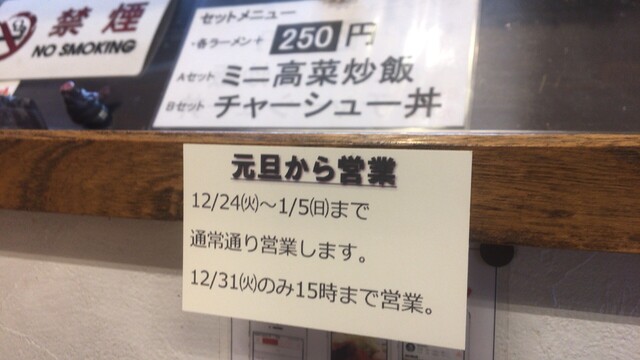 禁煙
NO SMOKING
セットメニュー
・各ラーメン+ 250円
Aセット ミニ高菜炒飯
Bセット チャーシュー丼
元旦から営業
12/24㈫～1/5㈰まで
通常通り営業します。
12/31㈫のみ15時まで営業。